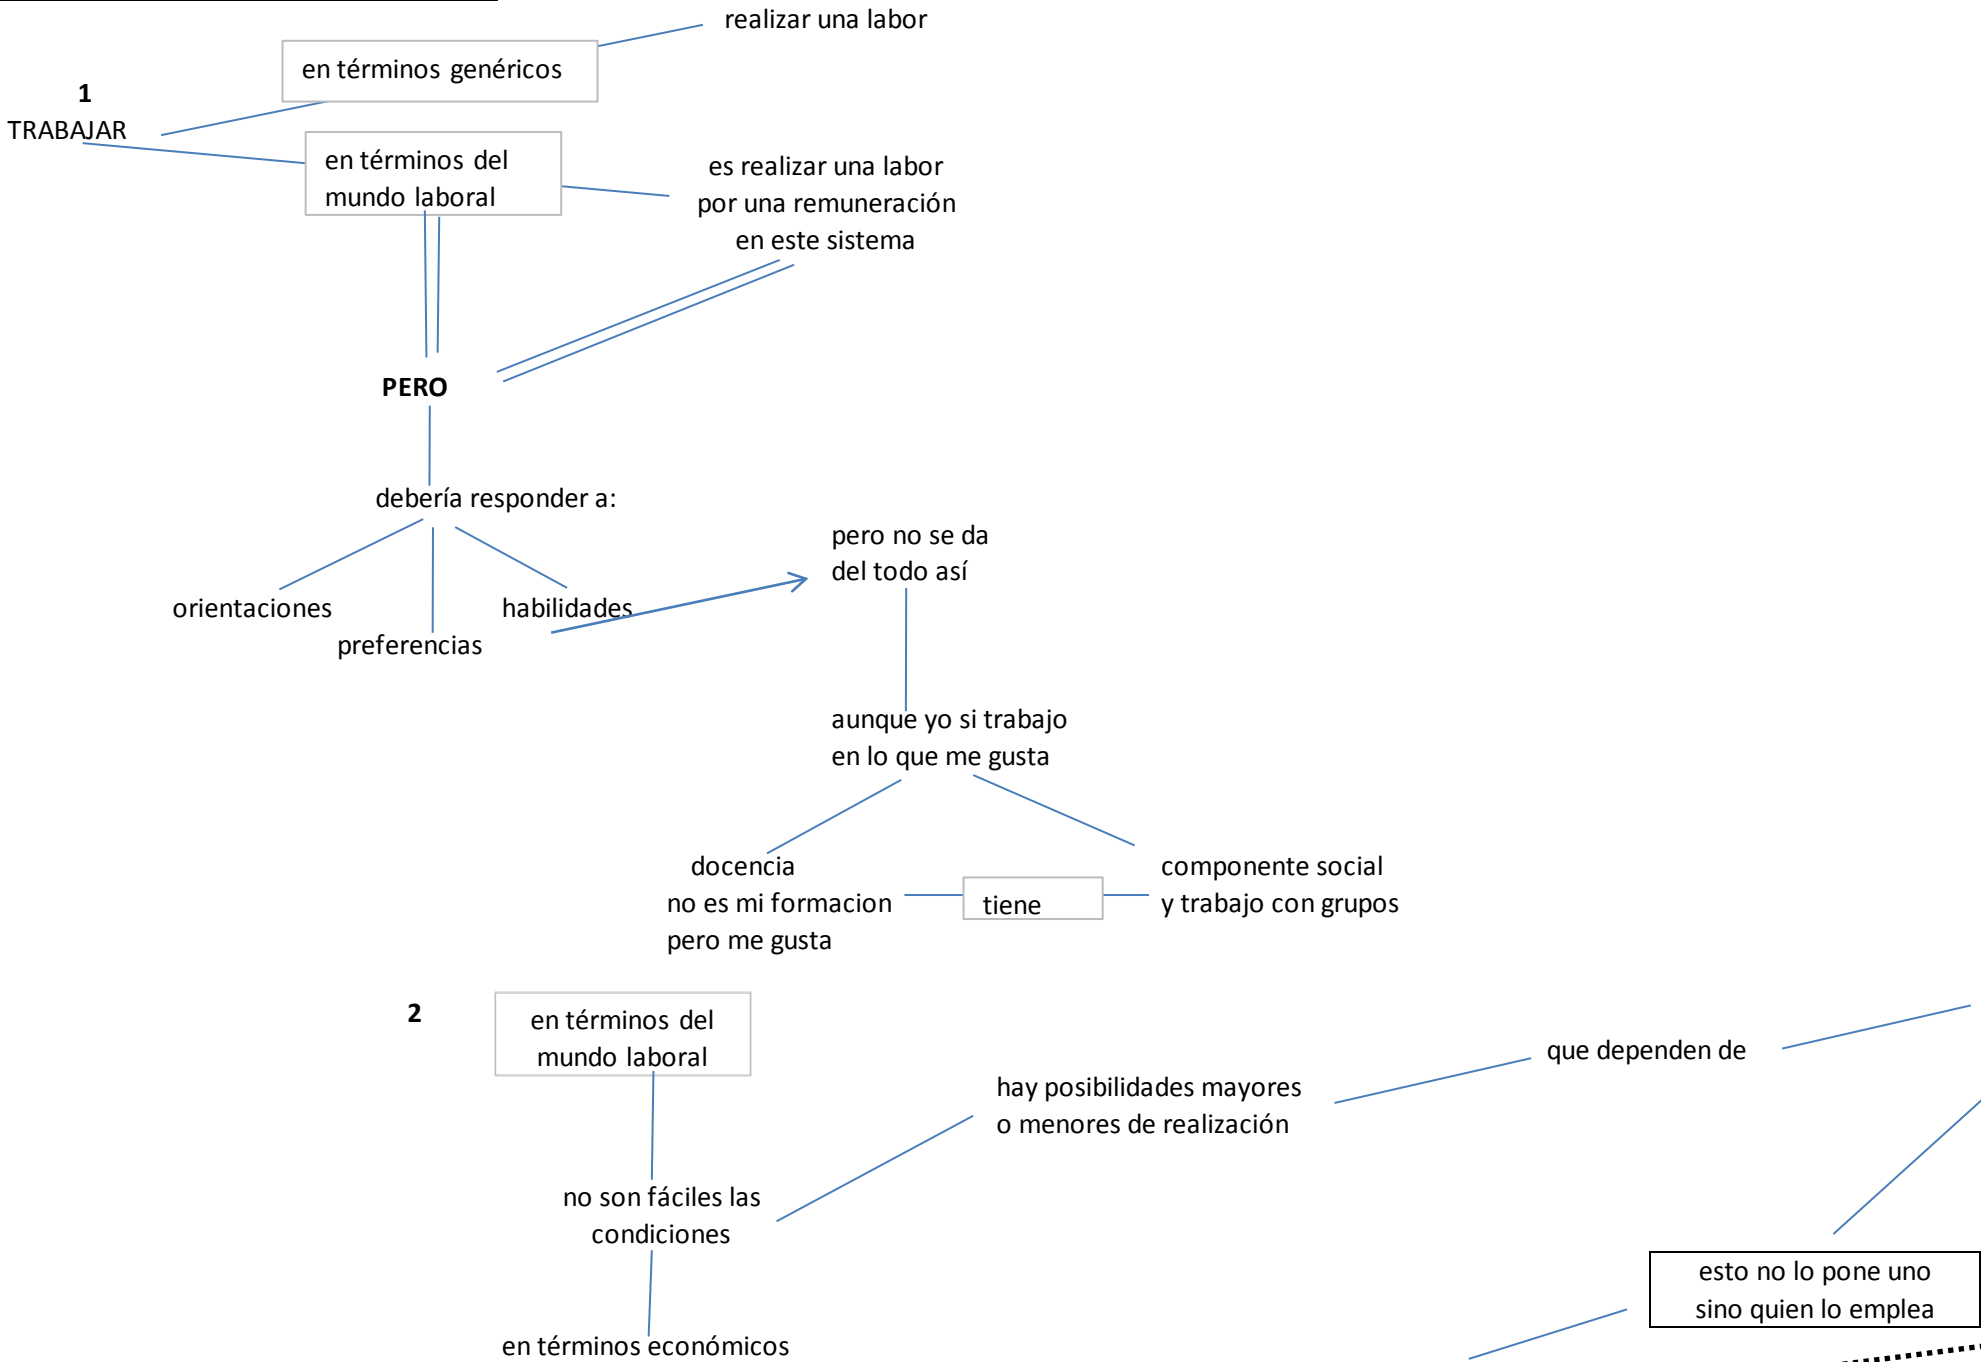 realizar una labor
en términos genéricos
1
TRABAJAR
en términos del
mundo laboral
es realizar una labor
por una remuneración
en este sistema
PERO
debería responder a:
orientaciones
preferencias
habilidades
pero no se da
del todo así
aunque yo si trabajo
en lo que me gusta
docencia
no es mi formacion
pero me gusta
tiene
componente social
y trabajo con grupos
2
en términos del
mundo laboral
que dependen de
hay posibilidades mayores
o menores de realización
no son fáciles las
condiciones
esto no lo pone uno
sino quien lo emplea
en términos económicos